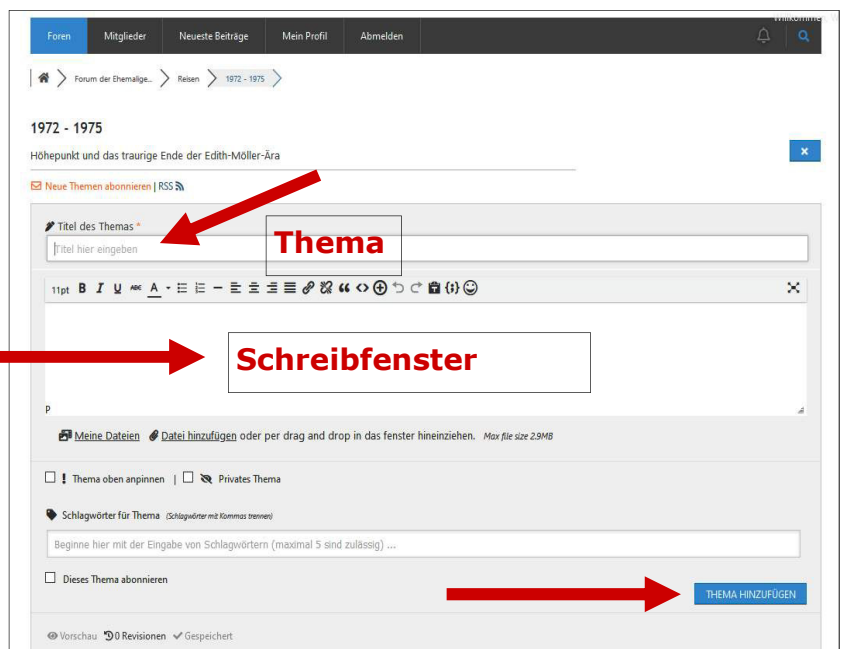 Willkommen, W
Foren Mitglieder Neueste Beiträge Mein Profil Abmelden
Forum der Ehemalige... Reisen 1972 - 1975
1972 - 1975
Höhepunkt und das traurige Ende der Edith-Möller-Ära
Neue Themen abonnieren | RSS
Titel des Themas *
Titel hier eingeben
Thema
11pt B I U ABC A
Schreibfenster
P
Meine Dateien Datei hinzufügen oder per drag and drop in das fenster hineinziehen. Max file size 2.9MB
! Thema oben anpinnen | Privates Thema
Schlagwörter für Thema (Schlagwörter mit Kommas trennen)
Beginne hier mit der Eingabe von Schlagwörtern (maximal 5 sind zulässig) ...
Dieses Thema abonnieren
THEMA HINZUFÜGEN
Vorschau 0 Revisionen Gespeichert